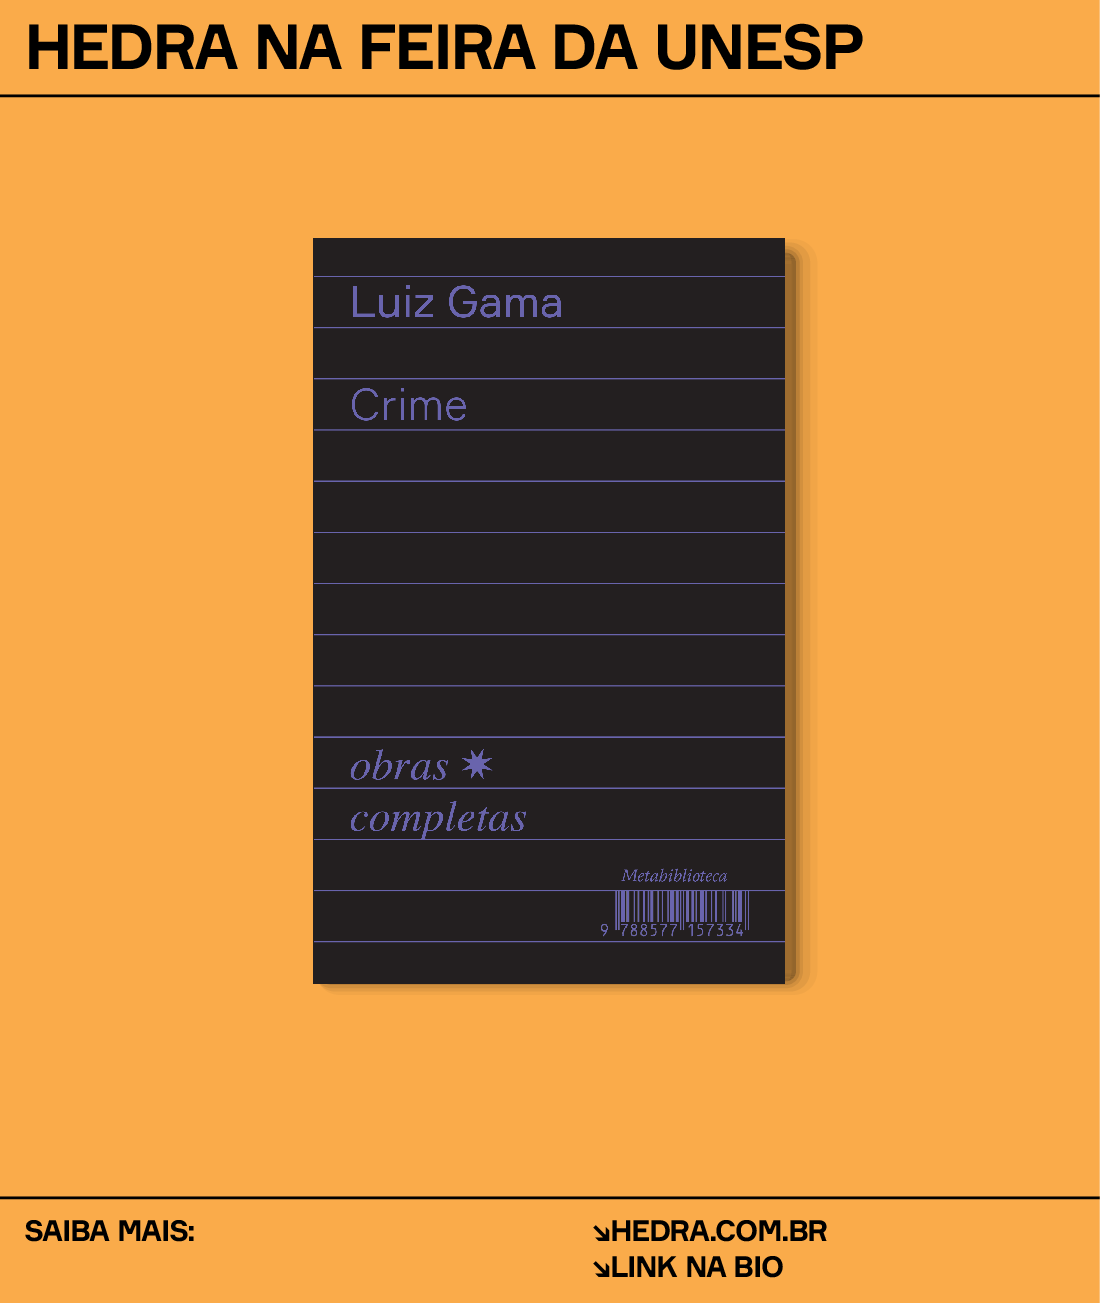 HEDRA NA FEIRA DA UNESP
Luiz Gama
Crime
obras ✷
completas
Metabiblioteca
9 788577 157334
SAIBA MAIS:
↘HEDRA.COM.BR
↘LINK NA BIO